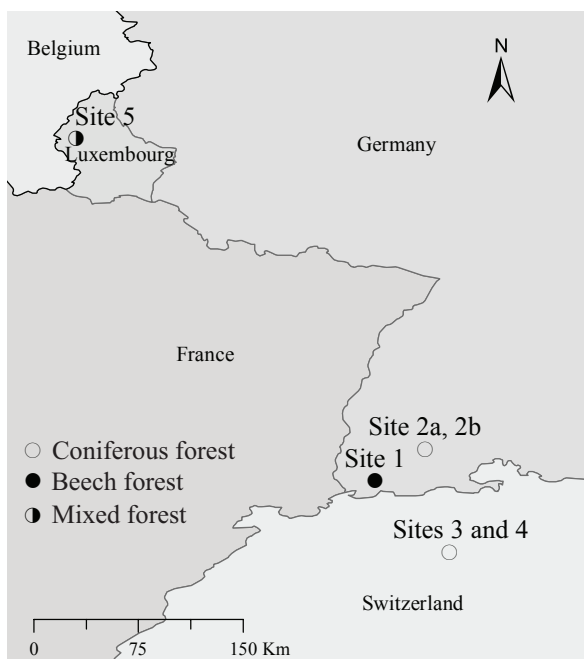 Belgium
N
Site 5
Luxembourg
Germany
France
Site 2a, 2b
Site 1
Coniferous forest
Beech forest
Mixed forest
Sites 3 and 4
Switzerland
0 75 150 Km